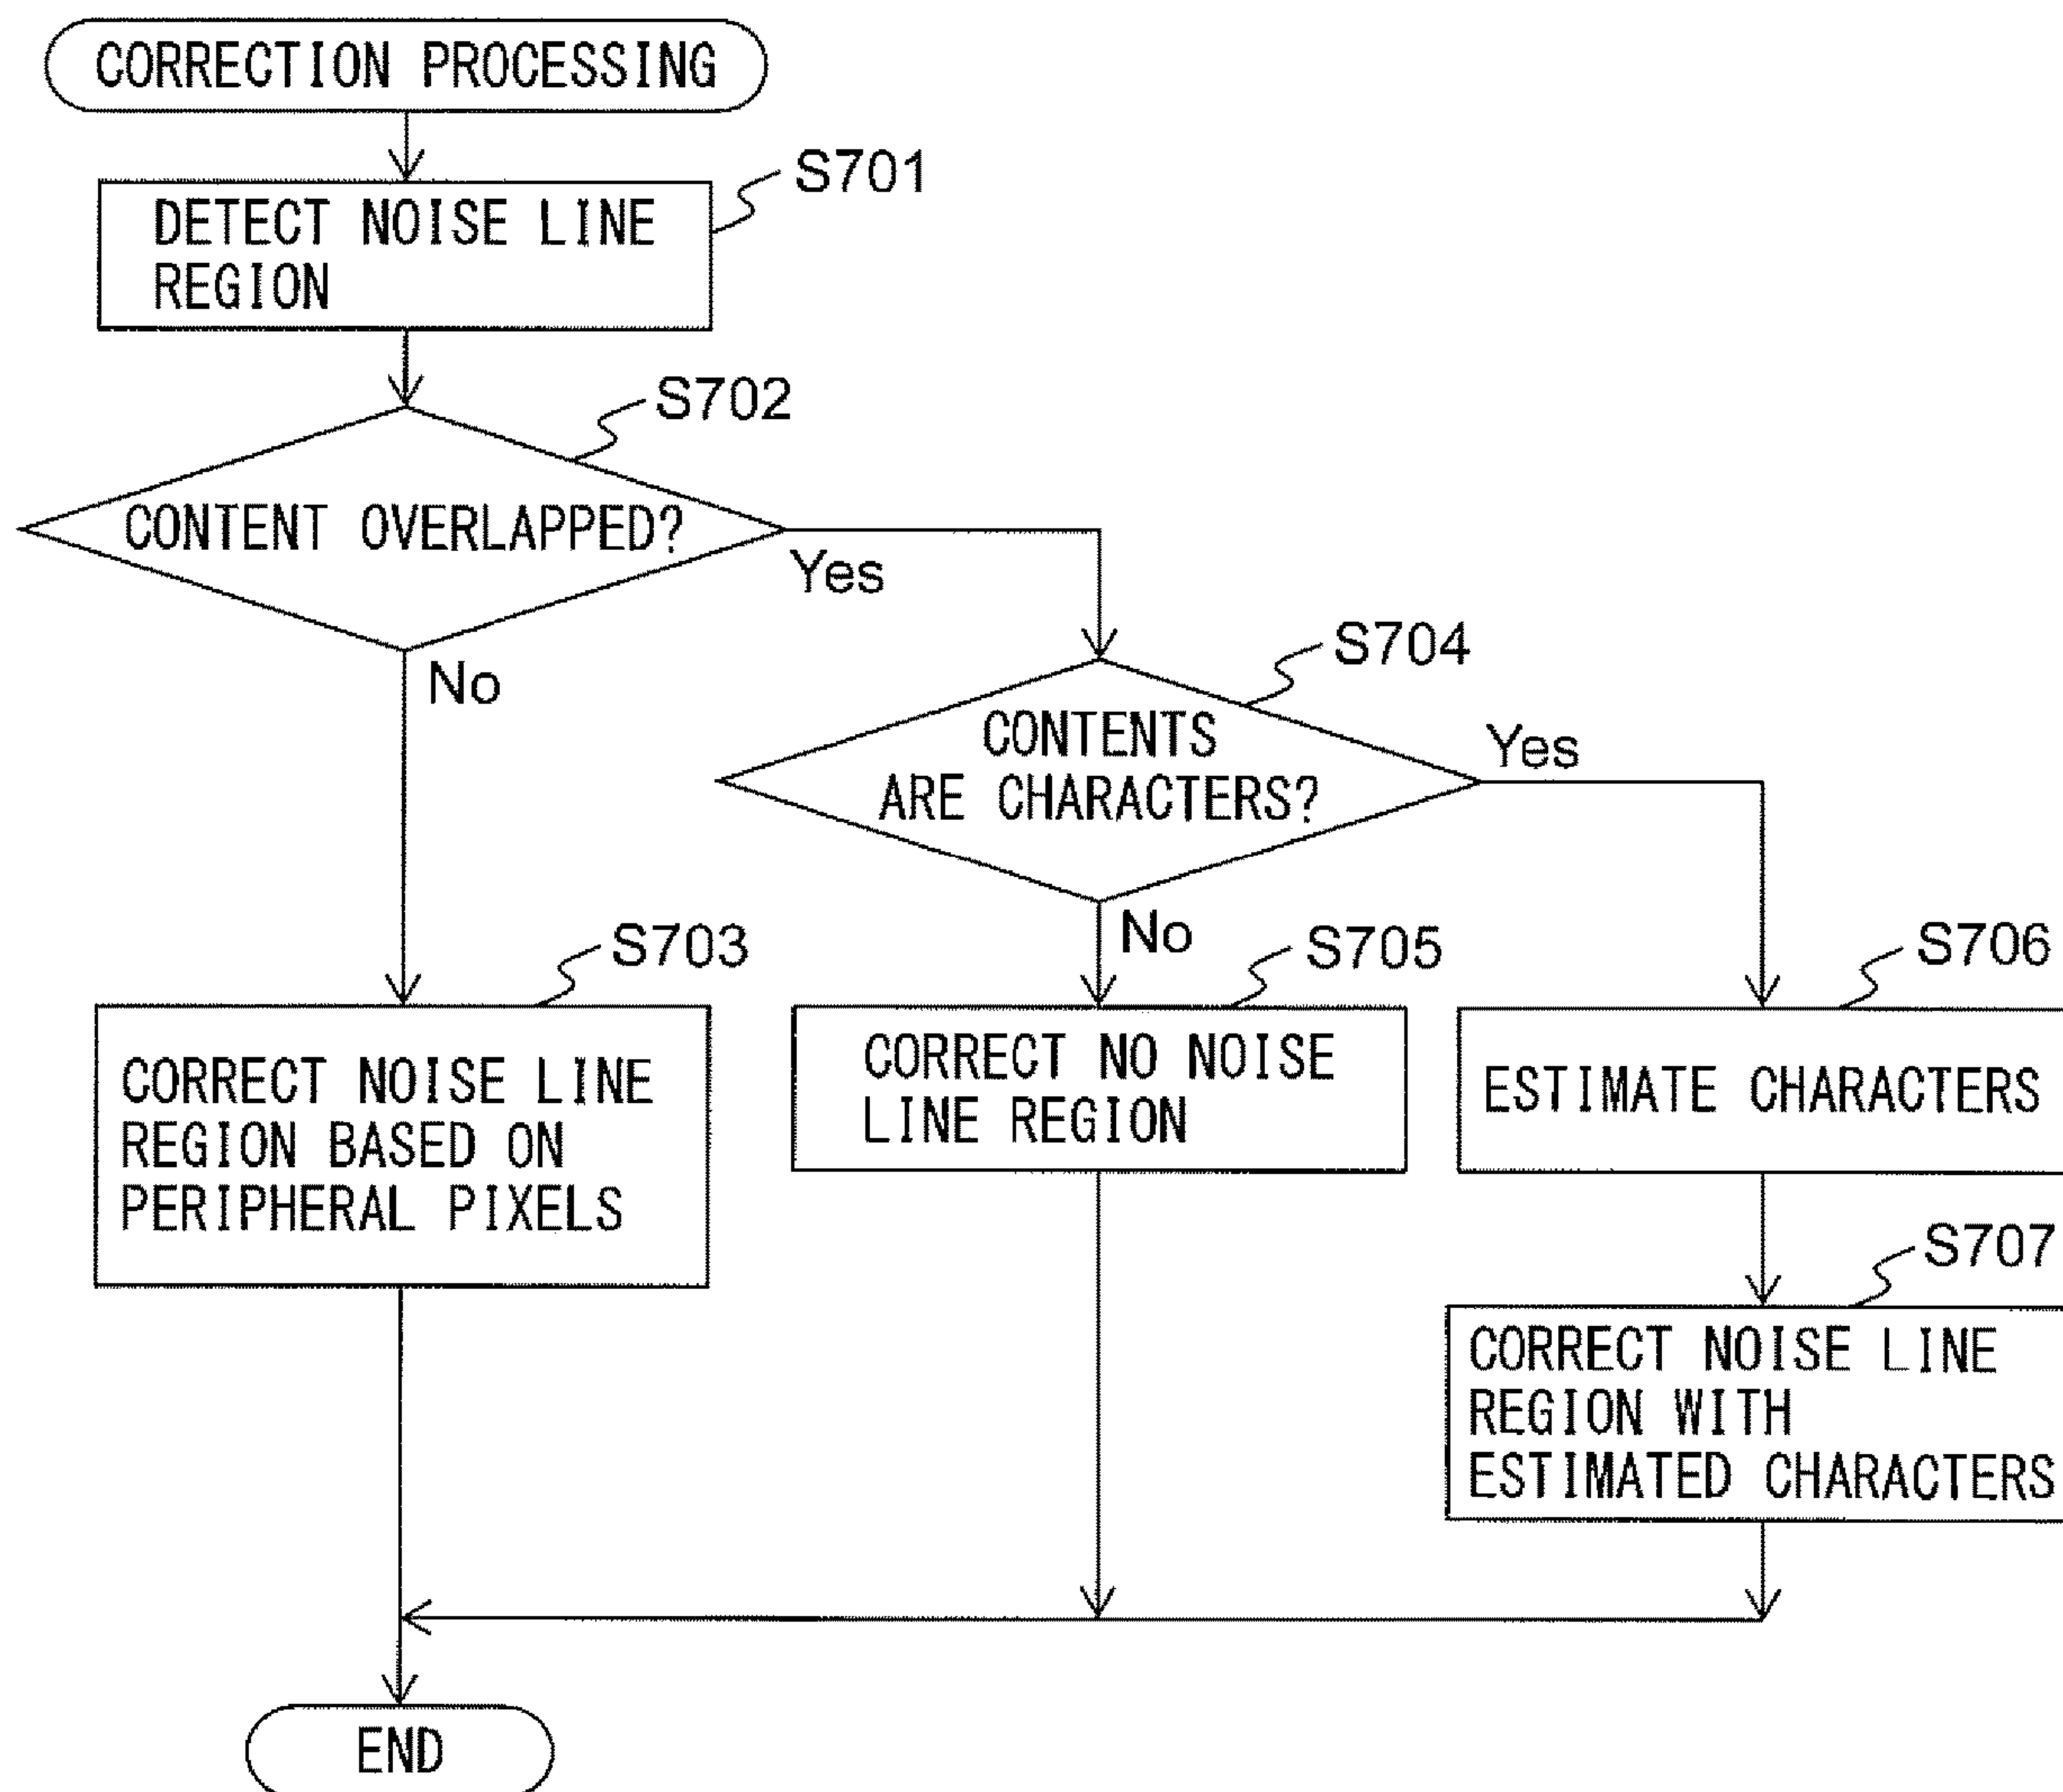 CORRECTION PROCESSING
S701
DETECT NOISE LINE
REGION
S702
CONTENT OVERLAPPED?
Yes
No
S704
CONTENTS
ARE CHARACTERS?
Yes
No
S703
CORRECT NOISE LINE
REGION BASED ON
PERIPHERAL PIXELS
S705
CORRECT NO NOISE
LINE REGION
S706
ESTIMATE CHARACTERS
S707
CORRECT NOISE LINE
REGION WITH
ESTIMATED CHARACTERS
END